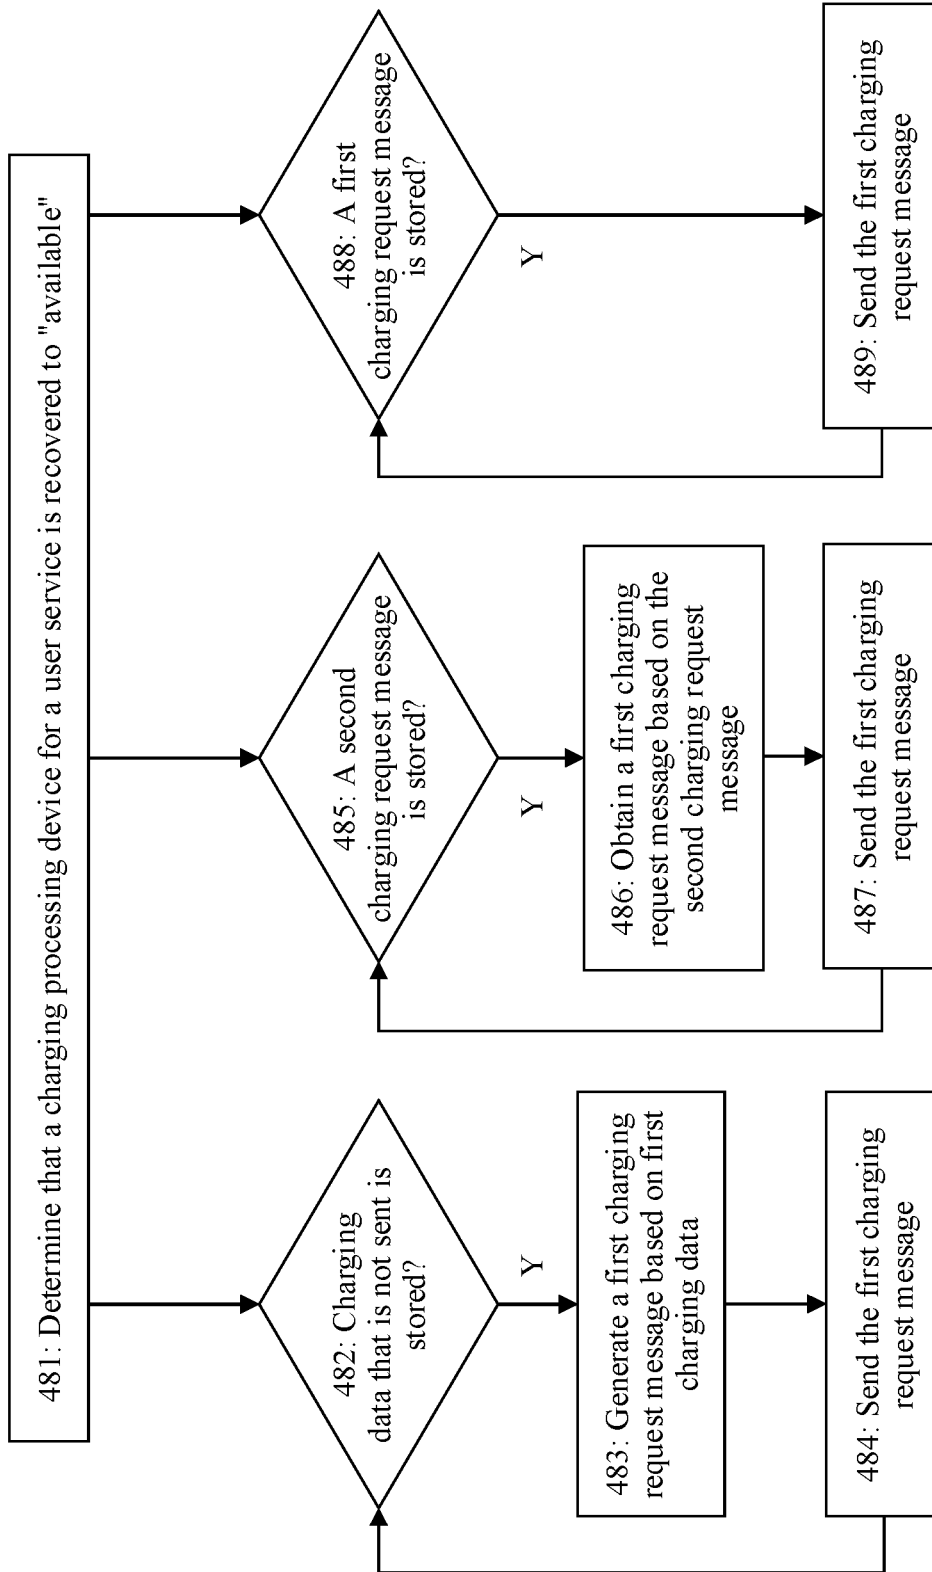 481: Determine that a charging processing device for a user service is recovered to "available"
482: Charging
data that is not sent is
stored?
Y
483: Generate a first charging
request message based on first
charging data
484: Send the first charging
request message
485: A second
charging request message
is stored?
Y
486: Obtain a first charging
request message based on the
second charging request
message
487: Send the first charging
request message
488: A first
charging request message
is stored?
Y
489: Send the first charging
request message